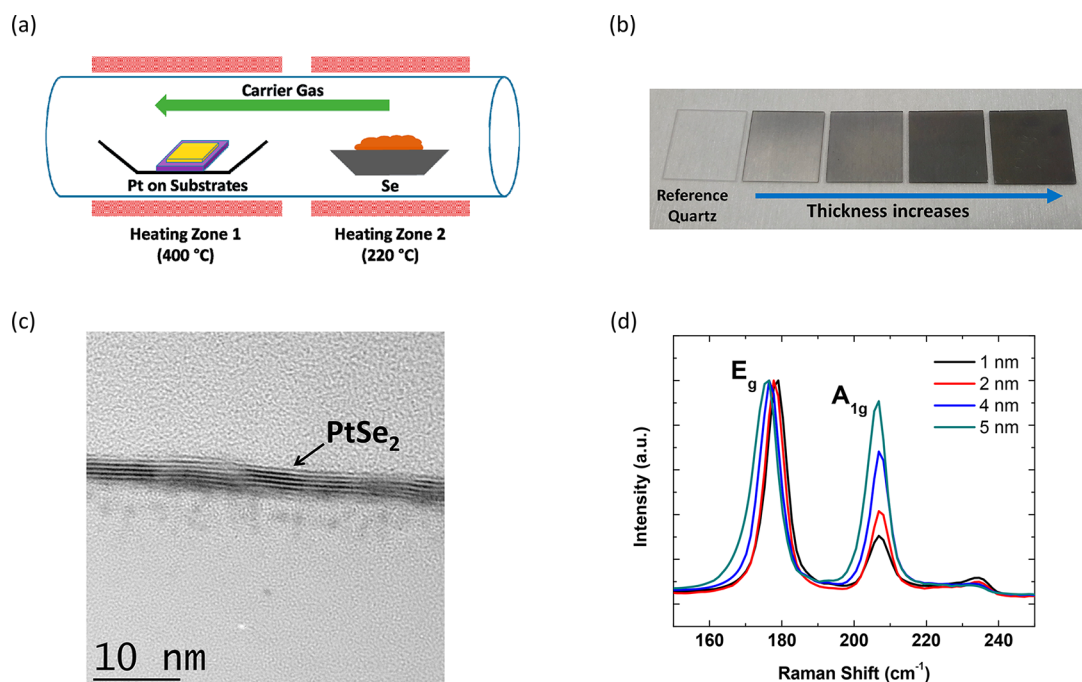 (a)
Carrier Gas
Pt on Substrates
Se
Heating Zone 1
(400 °C)
Heating Zone 2
(220 °C)
(b)
Reference
Quartz
Thickness increases
(c)
PtSe2
10 nm
(d)
Eg
A1g
1 nm
2 nm
4 nm
5 nm
Intensity (a.u.)
160 180 200 220 240
Raman Shift (cm-1)